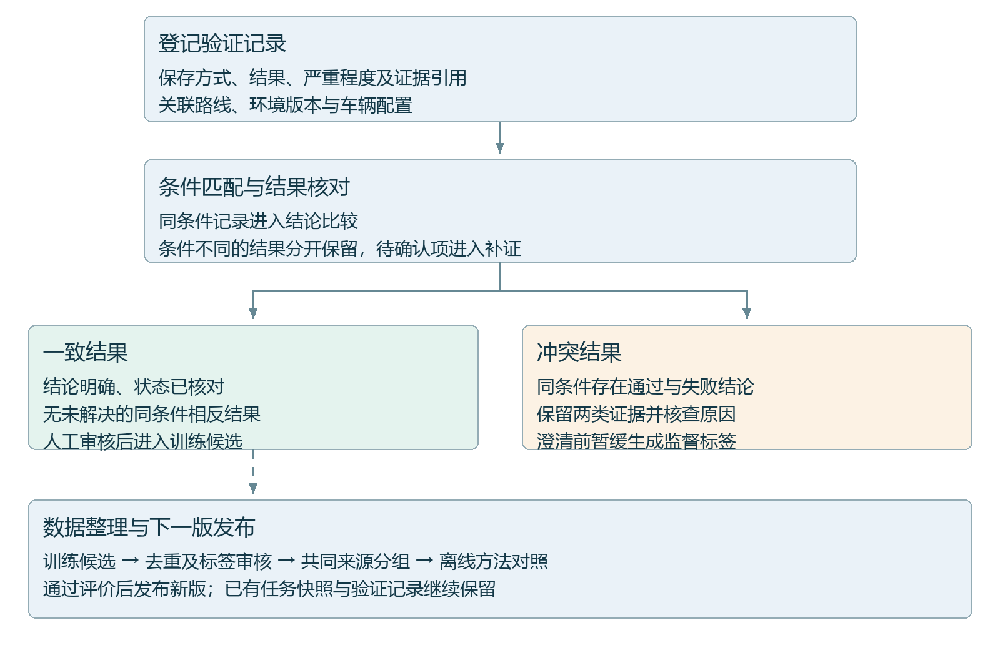 登记验证记录
保存方式、结果、严重程度及证据引用
关联路线、环境版本与车辆配置
条件匹配与结果核对
同条件记录进入结论比较
条件不同的结果分开保留，待确认项进入补证
一致结果
结论明确、状态已核对
无未解决的同条件相反结果
人工审核后进入训练候选
冲突结果
同条件存在通过与失败结论
保留两类证据并核查原因
澄清前暂缓生成监督标签
数据整理与下一版发布
训练候选 → 去重及标签审核 → 共同来源分组 → 离线方法对照
通过评价后发布新版；已有任务快照与验证记录继续保留